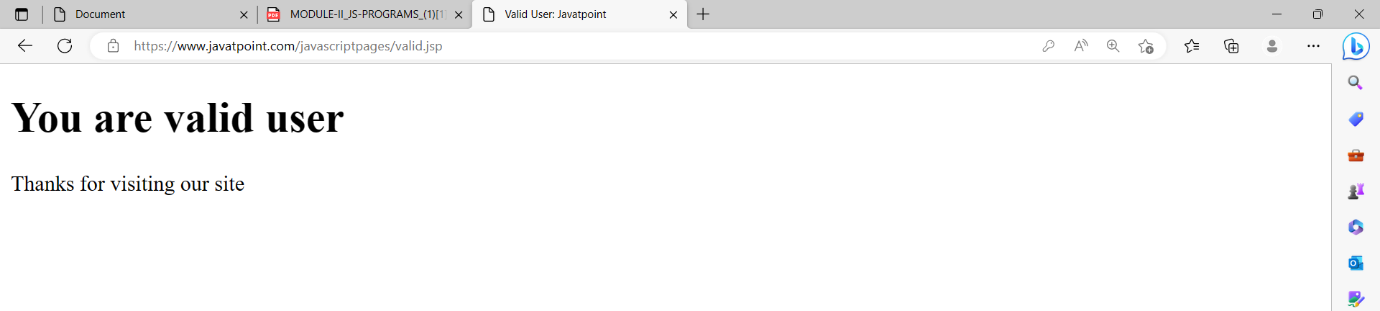 Document
MODULE-II_JS-PROGRAMS_(1)[1]
Valid User: Javatpoint
https://www.javatpoint.com/javascriptpages/valid.jsp
You are valid user
Thanks for visiting our site